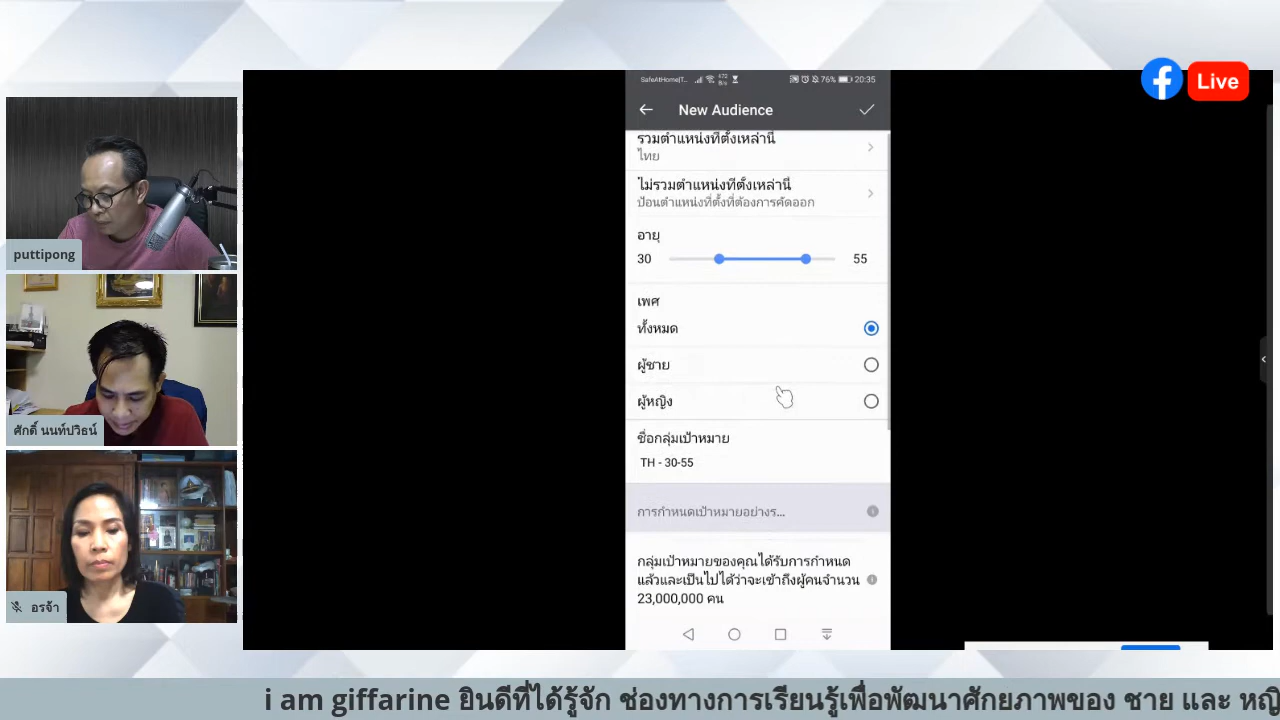 Live
SafeAtHome|T..
76%
20:35
New Audience
รวมตำแหน่งที่ตั้งเหล่านี้
ไทย
ไม่รวมตำแหน่งที่ตั้งเหล่านี้
ป้อนตำแหน่งที่ตั้งที่ต้องการคัดออก
อายุ
30
55
เพศ
ทั้งหมด
ผู้ชาย
ผู้หญิง
ชื่อกลุ่มเป้าหมาย
TH - 30-55
การกำหนดเป้าหมายอย่างร...
กลุ่มเป้าหมายของคุณได้รับการกำหนด
แล้วและเป็นไปได้ว่าจะเข้าถึงผู้คนจำนวน
23,000,000 คน
puttipong
ศักดิ์ นนท์ปวิธน์
อรจ้า
i am giffarine ยินดีที่ได้รู้จัก ช่องทางการเรียนรู้เพื่อพัฒนาศักยภาพของ ชาย และ หญิ